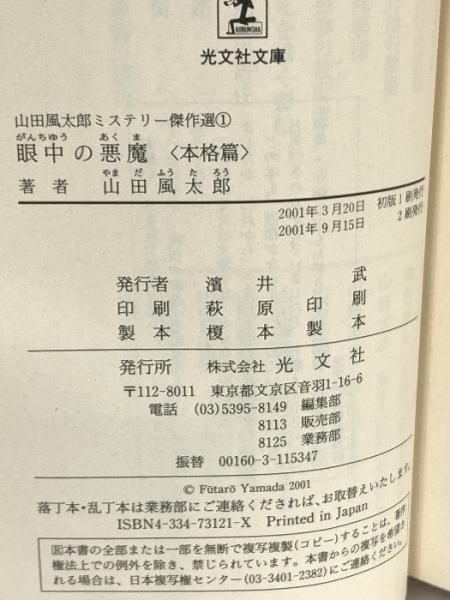 KOBUNSHA
光文社文庫
山田風太郎ミステリー傑作選①
がんちゅう あくま
眼中の悪魔〈本格篇〉
やま だ ふう た ろう
著者 山田風太郎
2001年3月20日 初版1刷発行
2001年9月15日 2刷発行
発行者 濱井 武
印刷 萩原印刷
製本 榎本製本
発行所 株式会社 光文社
〒112-8011 東京都文京区音羽1-16-6
電話 (03)5395-8149 編集部
8113 販売部
8125 業務部
振替 00160-3-115347
© Fūtarō Yamada 2001
落丁本・乱丁本は業務部にご連絡くだされば、お取替えいたします。
ISBN4-334-73121-X Printed in Japan
Ⓡ本書の全部または一部を無断で複写複製(コピー)することは、著作
権法上での例外を除き、禁じられています。本書からの複写を希望さ
れる場合は、日本複写権センター(03-3401-2382)にご連絡ください。